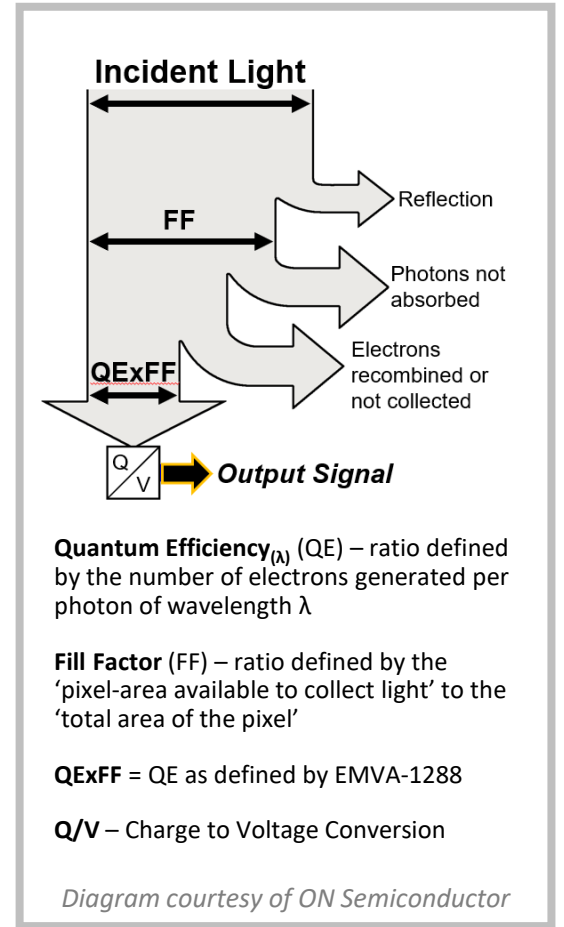 Incident Light
Reflection
FF
Photons not
absorbed
Electrons
recombined or
not collected
QExFF
Q
V
Output Signal
Quantum Efficiency(λ) (QE) – ratio defined
by the number of electrons generated per
photon of wavelength λ
Fill Factor (FF) – ratio defined by the
‘pixel-area available to collect light’ to the
‘total area of the pixel’
QExFF = QE as defined by EMVA-1288
Q/V – Charge to Voltage Conversion
Diagram courtesy of ON Semiconductor